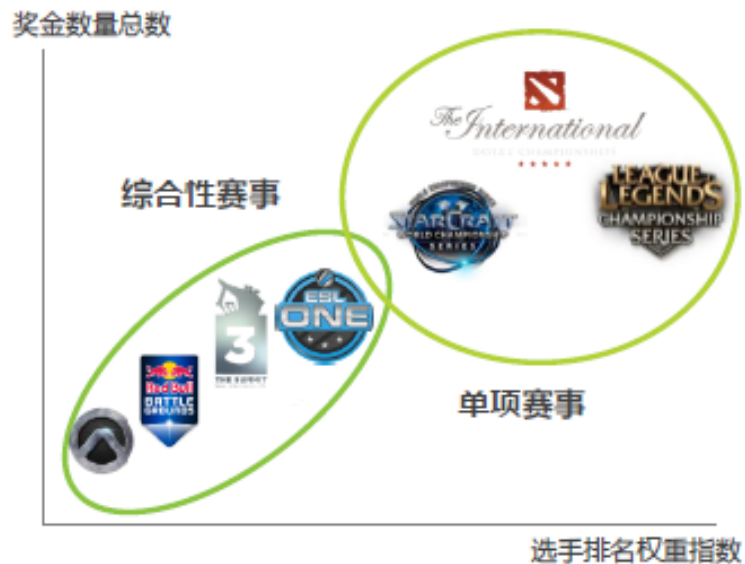 奖金数量总数
The International
DOTA2 CHAMPIONSHIPS
综合性赛事
LEAGUE OF LEGENDS
CHAMPIONSHIP
SERIES
STARCRAFT
WORLD CHAMPIONSHIP
SERIES
ESL
ONE
3
THE SUMMIT
Red Bull
BATTLE
GROUNDS
单项赛事
选手排名权重指数